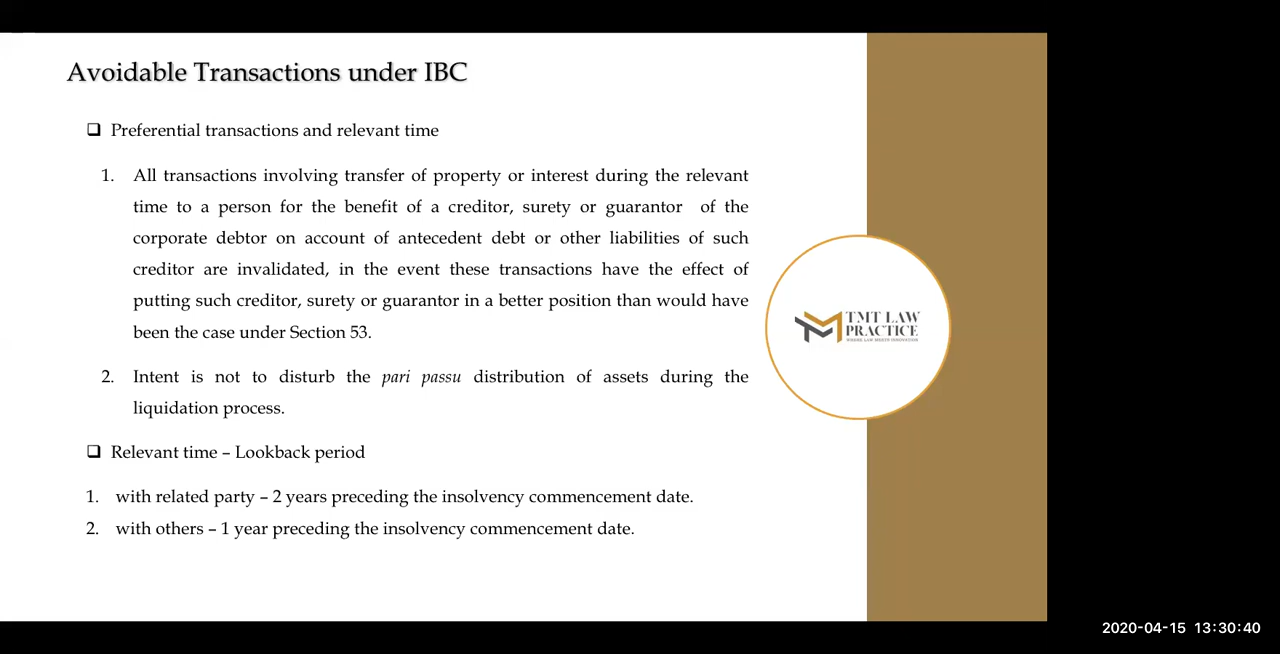 Avoidable Transactions under IBC
❑ Preferential transactions and relevant time
1. All transactions involving transfer of property or interest during the relevant
time to a person for the benefit of a creditor, surety or guarantor of the
corporate debtor on account of antecedent debt or other liabilities of such
creditor are invalidated, in the event these transactions have the effect of
putting such creditor, surety or guarantor in a better position than would have
been the case under Section 53.
2. Intent is not to disturb the pari passu distribution of assets during the
liquidation process.
❑ Relevant time – Lookback period
1. with related party – 2 years preceding the insolvency commencement date.
2. with others – 1 year preceding the insolvency commencement date.
TMT LAW
PRACTICE
WHERE LAW MEETS INNOVATION
2020-04-15 13:30:40